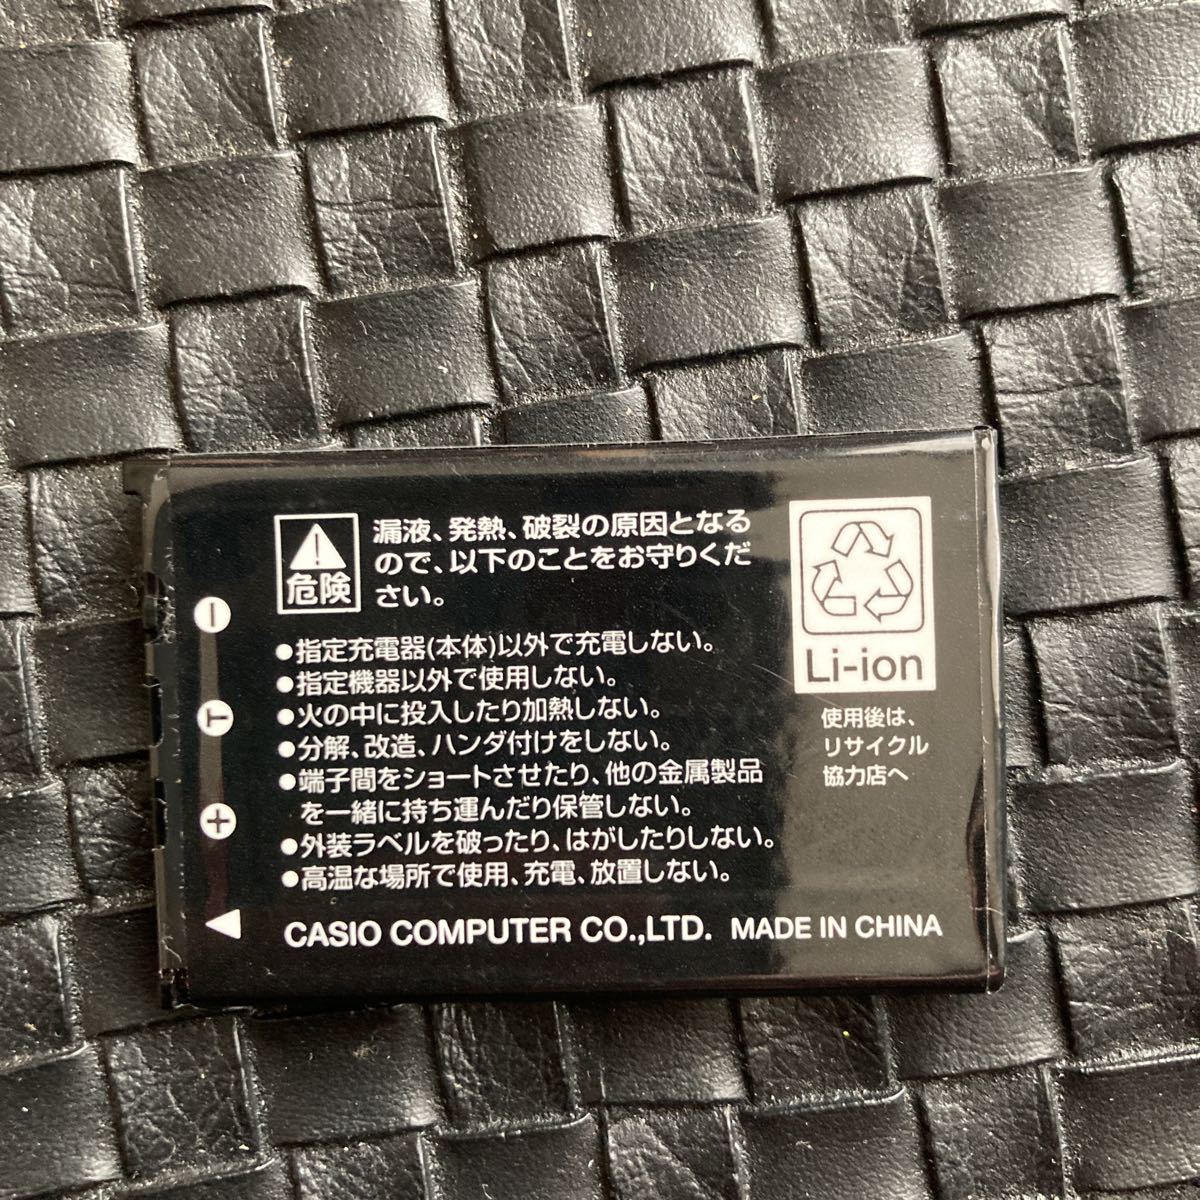 危険
漏液、発熱、破裂の原因となる
ので、以下のことをお守りくだ
さい。
●指定充電器(本体)以外で充電しない。
●指定機器以外で使用しない。
●火の中に投入したり加熱しない。
●分解、改造、ハンダ付けをしない。
●端子間をショートさせたり、他の金属製品
を一緒に持ち運んだり保管しない。
●外装ラベルを破ったり、はがしたりしない。
●高温な場所で使用、充電、放置しない。
CASIO COMPUTER CO.,LTD. MADE IN CHINA
Li-ion
使用後は、
リサイクル
協力店へ
−
T
+